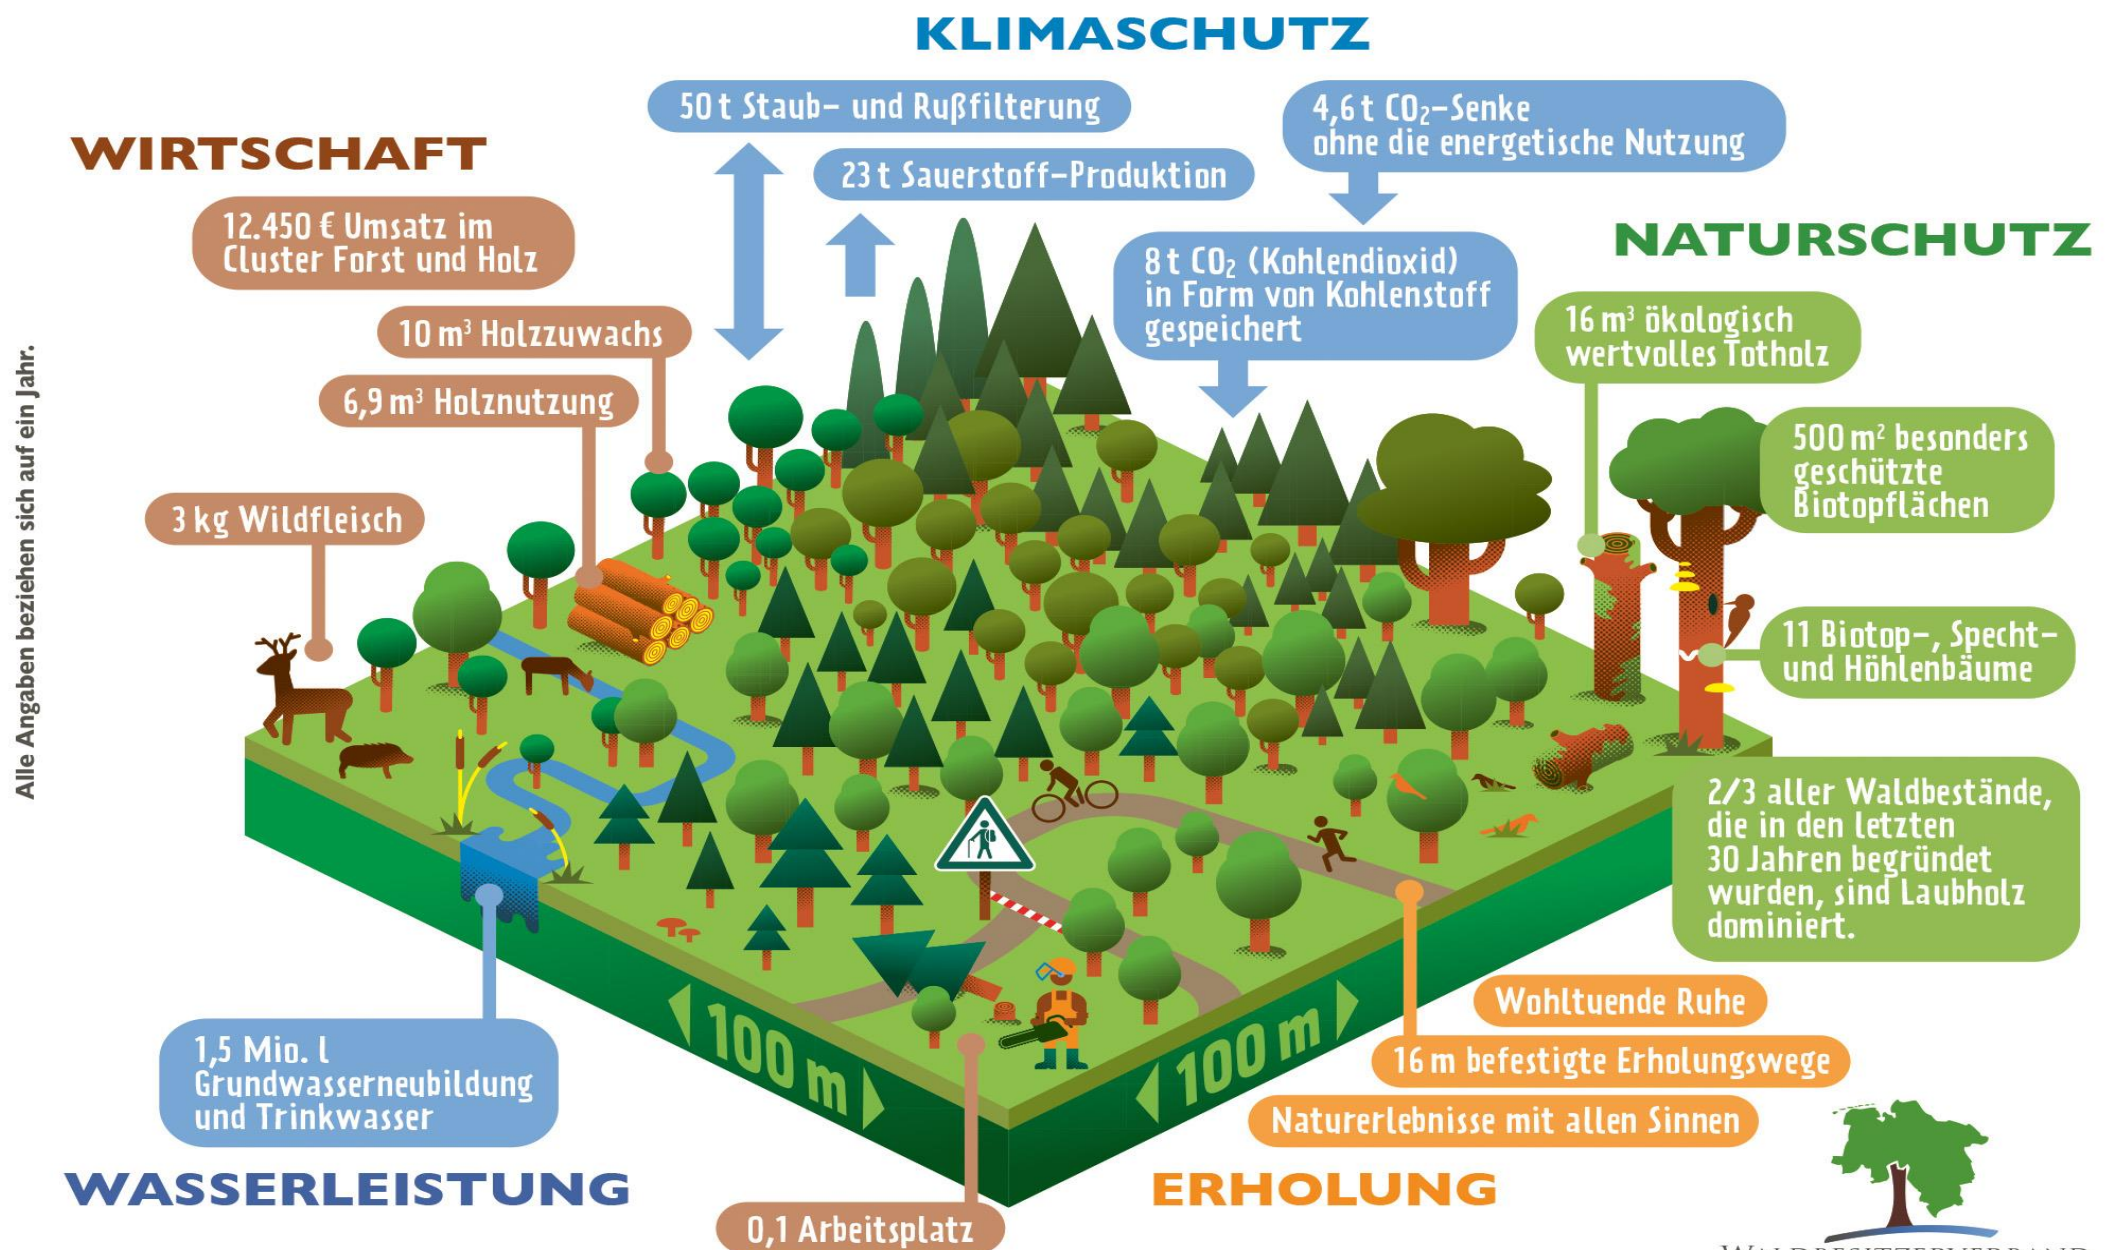 KLIMASCHUTZ
50 t Staub- und Rußfilterung
23 t Sauerstoff-Produktion
4,6 t CO₂-Senke
ohne die energetische Nutzung
8 t CO₂ (Kohlendioxid)
in Form von Kohlenstoff
gespeichert
WIRTSCHAFT
12.450 € Umsatz im
Cluster Forst und Holz
10 m³ Holzzuwachs
6,9 m³ Holznutzung
3 kg Wildfleisch
Alle Angaben beziehen sich auf ein Jahr.
NATURSCHUTZ
16 m³ ökologisch
wertvolles Totholz
500 m² besonders
geschützte
Biotopflächen
11 Biotop-, Specht-
und Höhlenbäume
2/3 aller Waldbestände,
die in den letzten
30 Jahren begründet
wurden, sind Laubholz
dominiert.
100 m
100 m
1,5 Mio. l
Grundwasserneubildung
und Trinkwasser
WASSERLEISTUNG
0,1 Arbeitsplatz
Wohltuende Ruhe
16 m befestigte Erholungswege
Naturerlebnisse mit allen Sinnen
ERHOLUNG
WALDBESITZERVERBAND